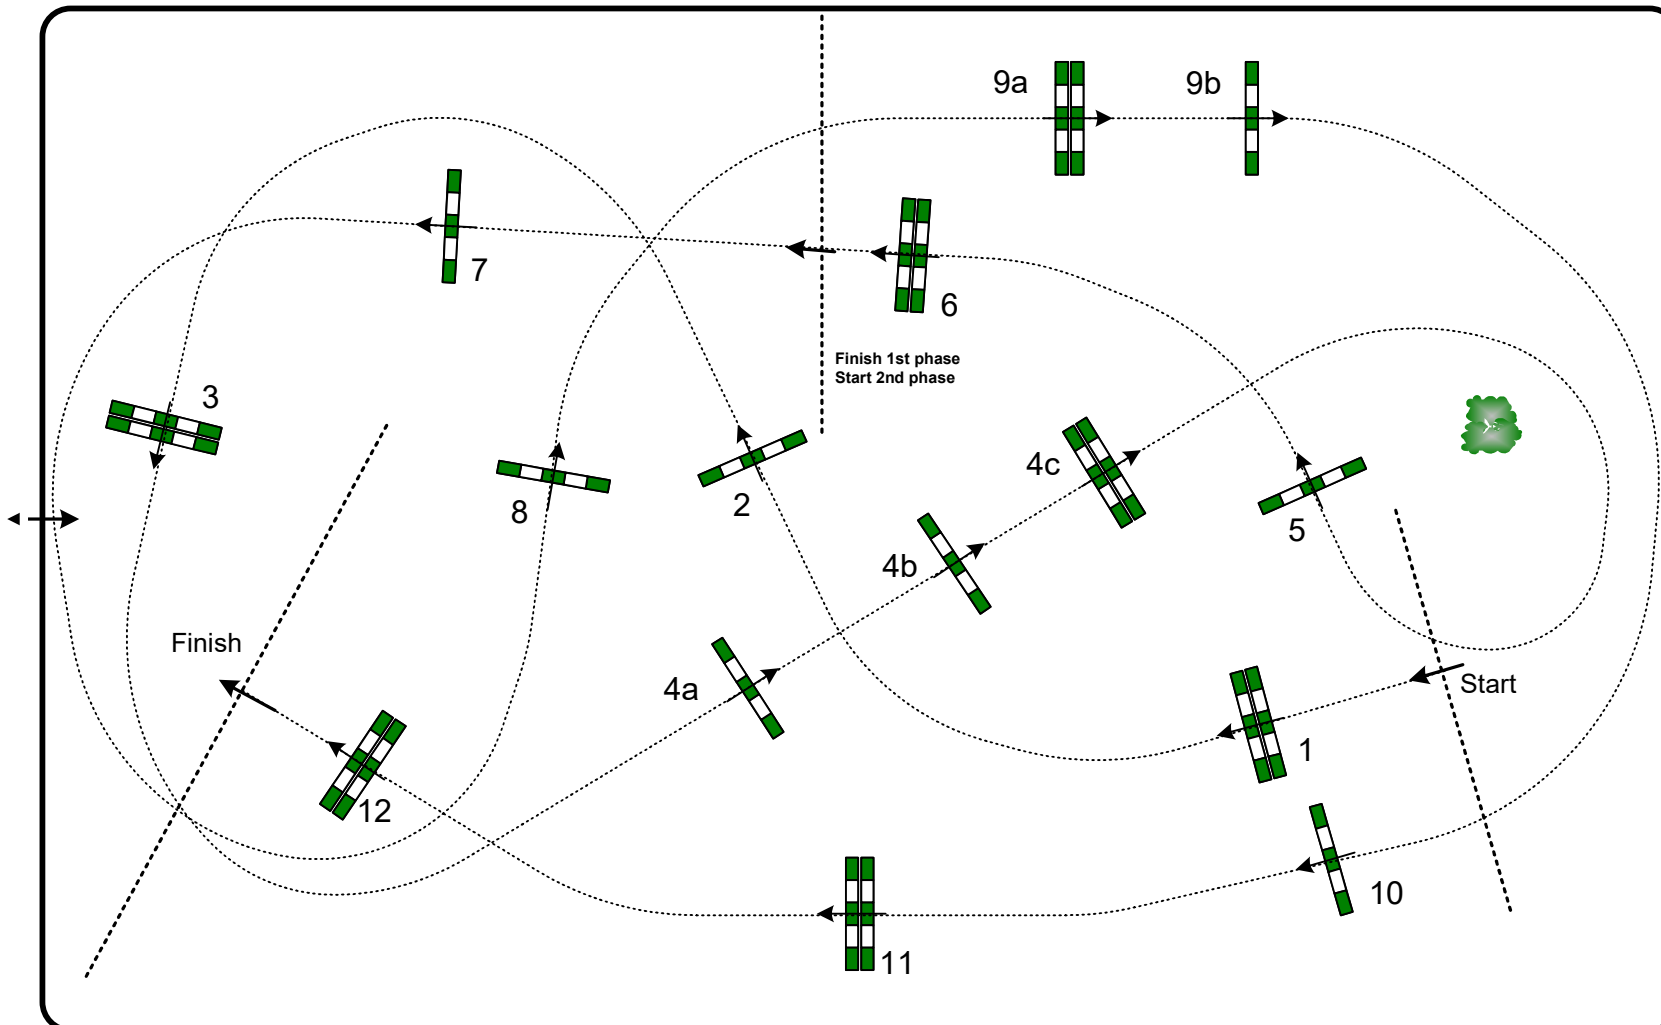 9a
9b
7
6
Finish 1st phase
Start 2nd phase
3
4c
8
2
5
4b
Finish
4a
Start
1
12
10
11